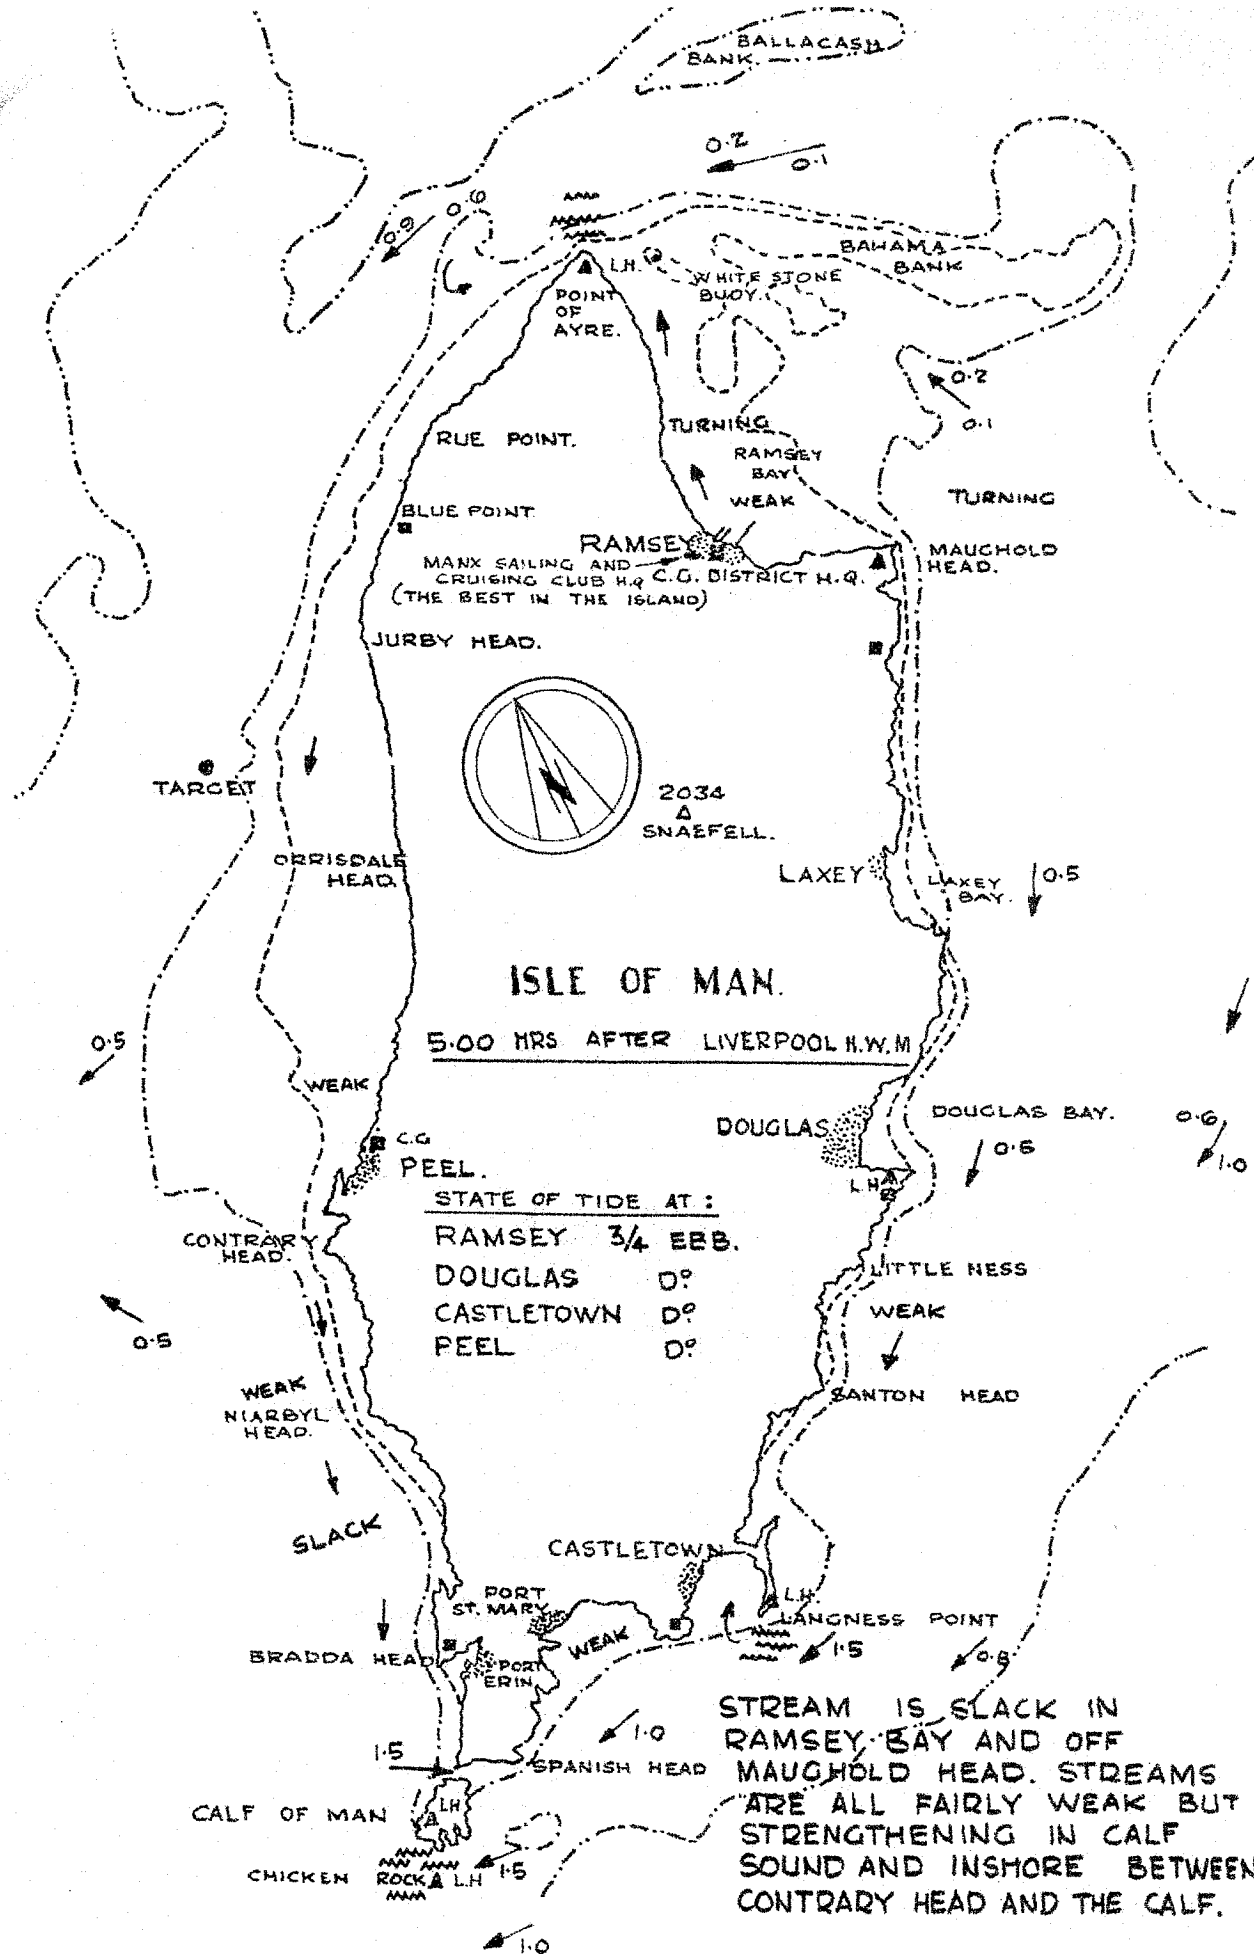 BALLACASH
BANK.
0.2
0.1
0.6
0.9
BAHAMA
BANK
L.H.
WHITE STONE
BUOY.
POINT
OF
AYRE.
0.2
0.1
RUE POINT.
TURNING
RAMSEY
BAY
WEAK
TURNING
BLUE POINT
RAMSEY
MAUGHOLD
HEAD.
MANX SAILING AND
CRUISING CLUB H.Q
C.G. DISTRICT H.Q.
(THE BEST IN THE ISLAND)
JURBY HEAD.
TARGET
2034
SNAEFELL.
ORRISDALE
HEAD.
LAXEY
LAXEY
BAY.
0.5
ISLE OF MAN.
5.00 HRS AFTER LIVERPOOL H.W.M
0.5
WEAK
DOUGLAS
DOUGLAS BAY.
0.6
1.0
0.6
C.G
PEEL.
L.H
STATE OF TIDE AT:
RAMSEY 3/4 EBB.
DOUGLAS Dº
CASTLETOWN Dº
PEEL Dº
CONTRARY
HEAD.
LITTLE NESS
WEAK
0.5
WEAK
NIARBYL
HEAD.
SANTON HEAD
SLACK
CASTLETOWN
PORT
ST. MARY
L.H.
LANGNESS POINT
1.5
0.8
WEAK
BRADDA HEAD
PORT
ERIN
1.0
1.5
SPANISH HEAD
CALF OF MAN
LH
CHICKEN ROCK L.H
1.5
1.0
STREAM IS SLACK IN
RAMSEY BAY AND OFF
MAUGHOLD HEAD. STREAMS
ARE ALL FAIRLY WEAK BUT
STRENGTHENING IN CALF
SOUND AND INSHORE BETWEEN
CONTRARY HEAD AND THE CALF.